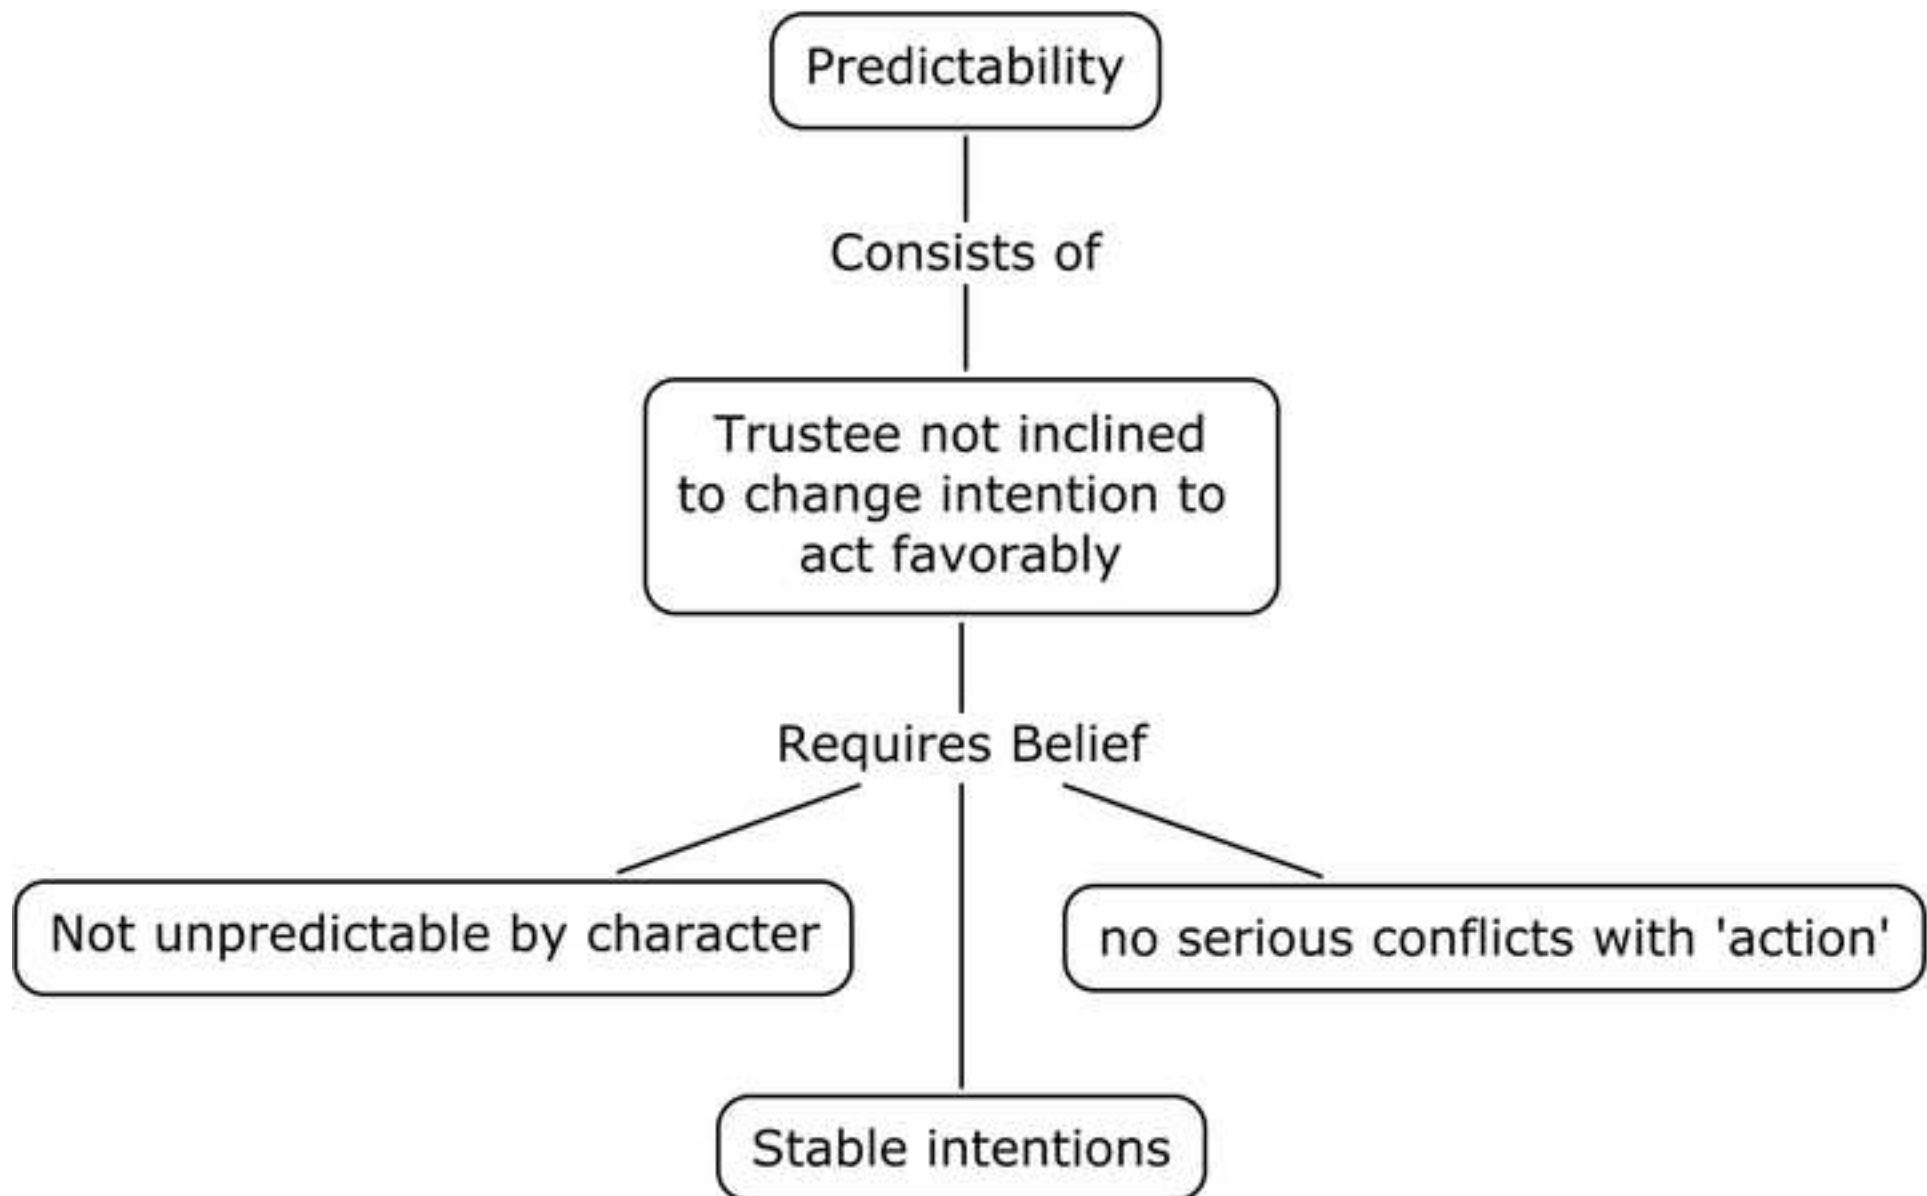 Predictability
Consists of
Trustee not inclined
to change intention to
act favorably
Requires Belief
Not unpredictable by character
no serious conflicts with 'action'
Stable intentions